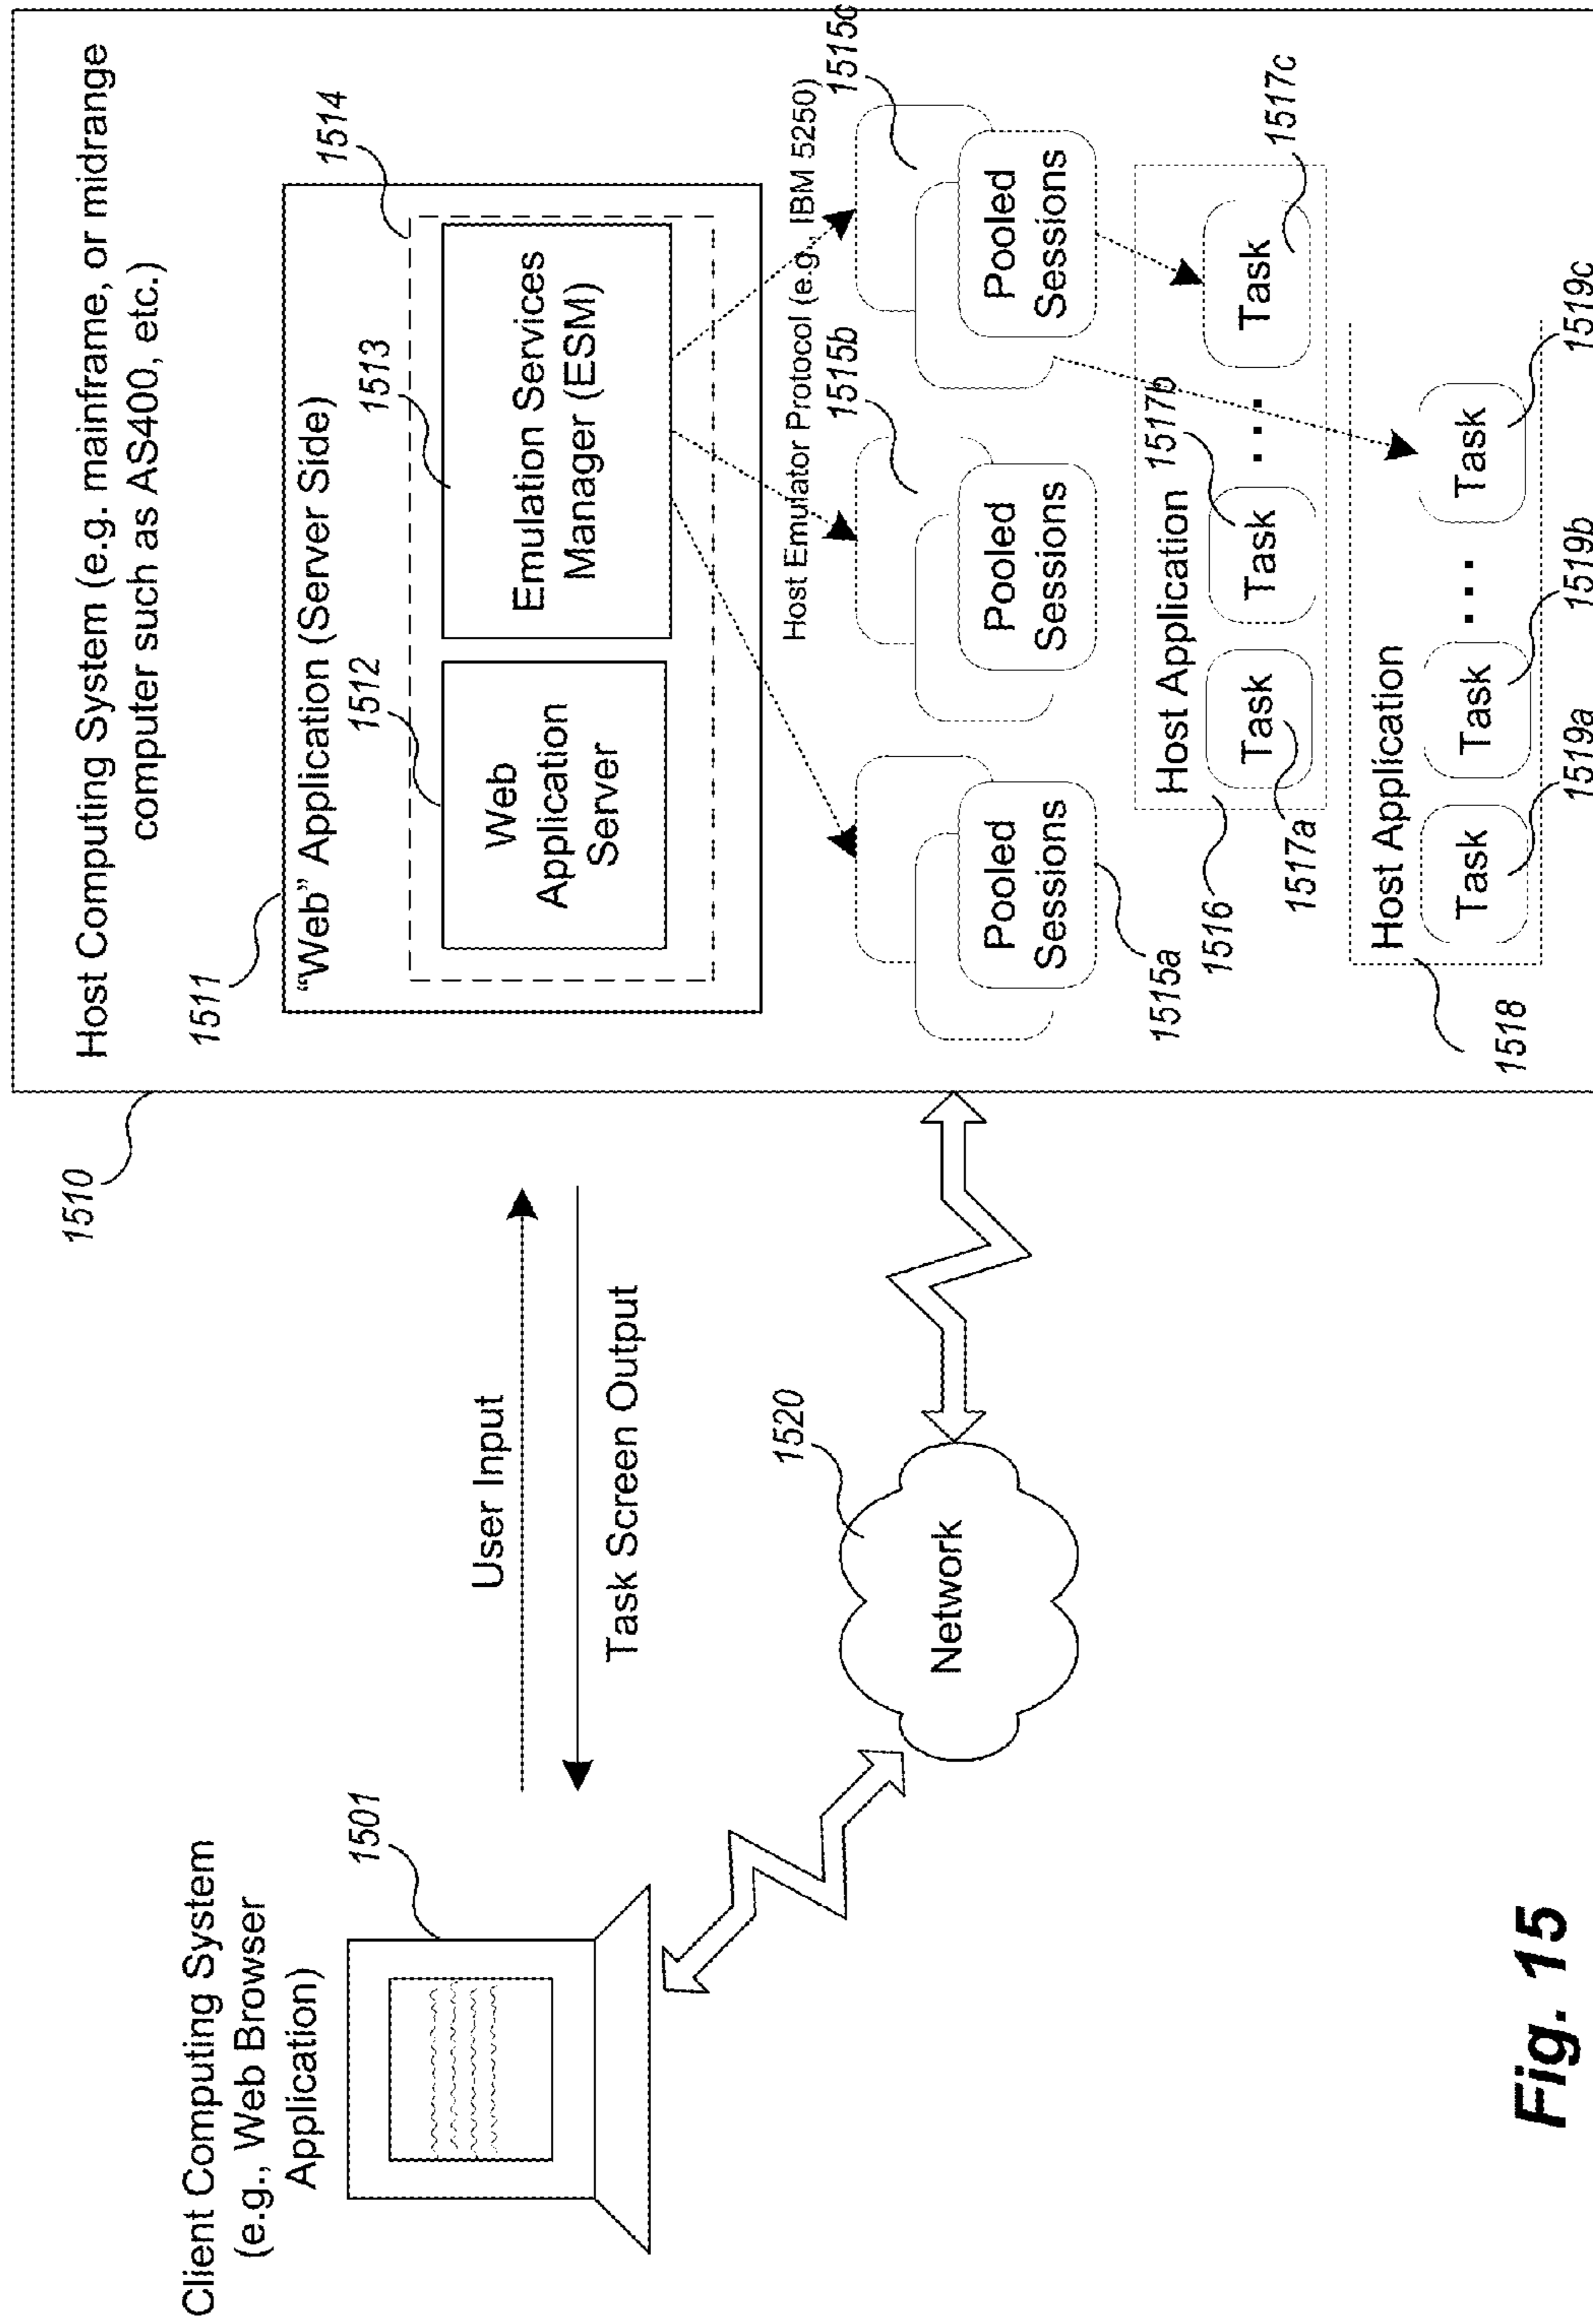 Client Computing System
(e.g., Web Browser
Application)
1501
User Input
Task Screen Output
Network
1520
1510
Host Computing System (e.g. mainframe, or midrange
computer such as AS400, etc.)
1511
“Web” Application (Server Side)
1512
1513
1514
Web
Application
Server
Emulation Services
Manager (ESM)
Host Emulator Protocol (e.g., IBM 5250)
1515b
1515c
Pooled
Sessions
Pooled
Sessions
Pooled
Sessions
1515a
Host Application
1517b
Task
Task
...
Task
1516
1517a
1517c
Host Application
Task
Task
...
Task
1518
1519a
1519b
1519c
Fig. 15